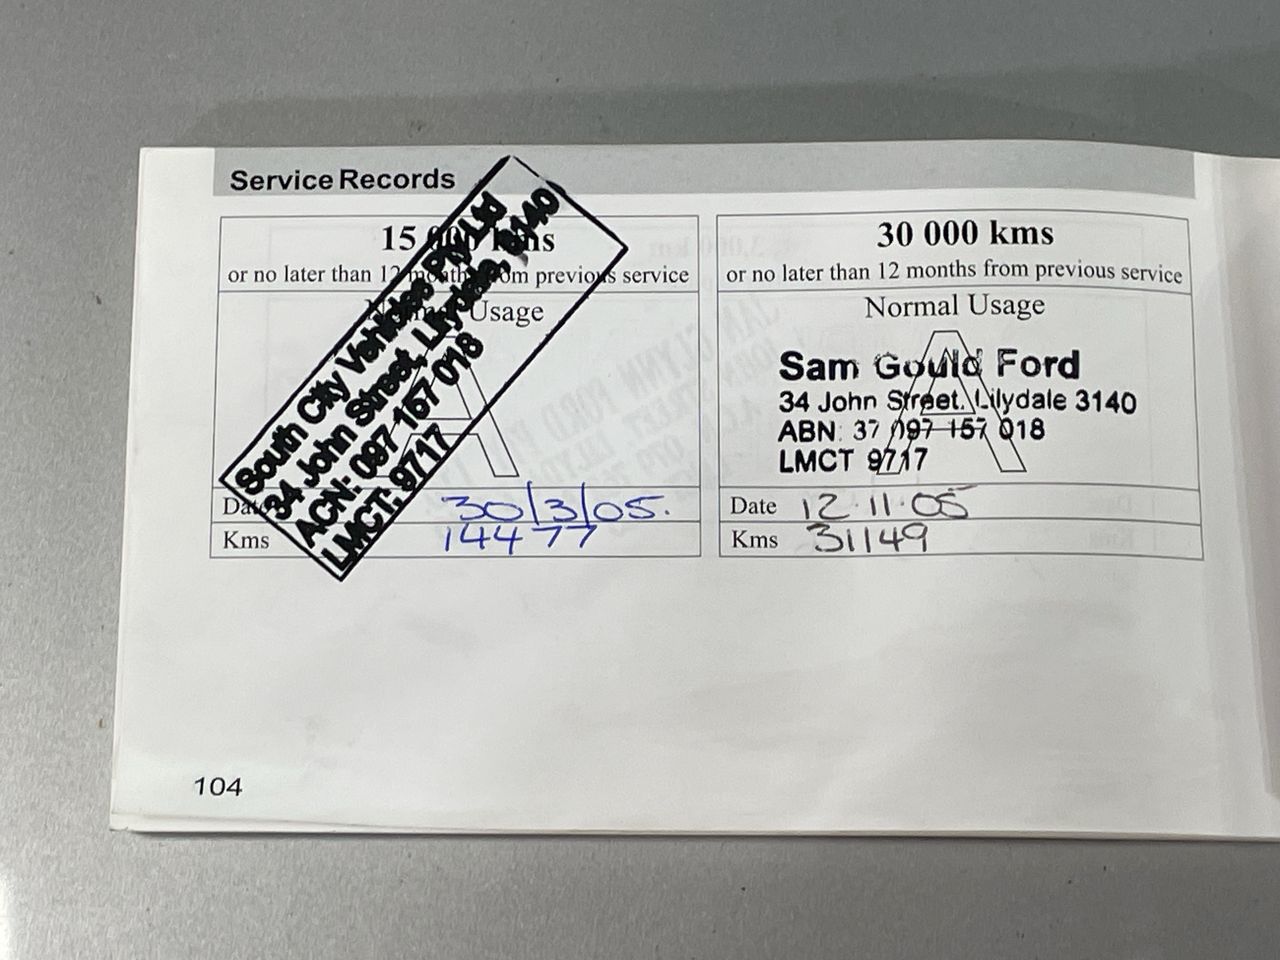 Service Records
15 000 kms
or no later than 12 months from previous service
Normal Usage
South City Vehicles Pty Ltd
34 John Street, Lilydale, 3140
ACN: 097 157 018
LMCT: 9717
Date 30/3/05.
Kms 14477
30 000 kms
or no later than 12 months from previous service
Normal Usage
A
Sam Gould Ford
34 John Street, Lilydale 3140
ABN: 37 097 157 018
LMCT 9717
Date 12.11.05
Kms 31149
104